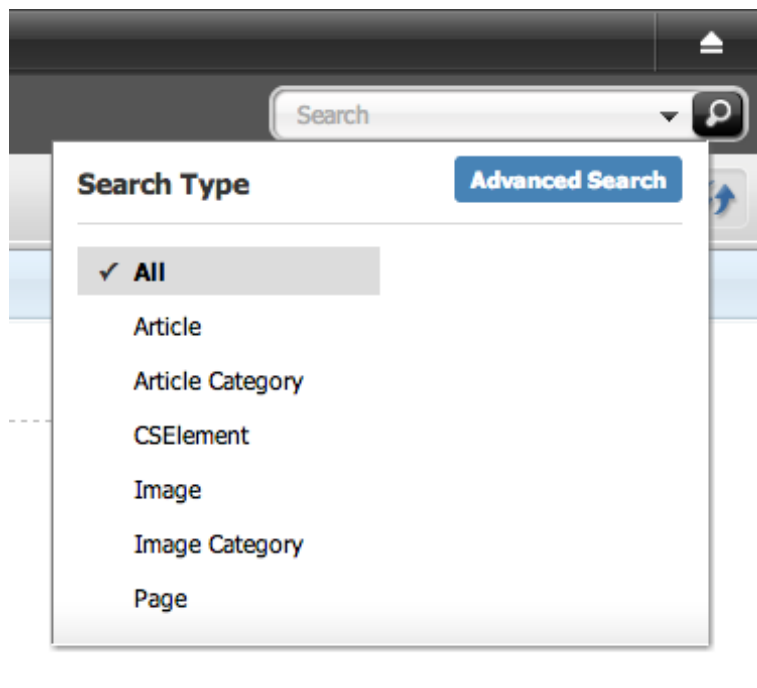 Search
Search Type
Advanced Search
✓ All
Article
Article Category
CSElement
Image
Image Category
Page